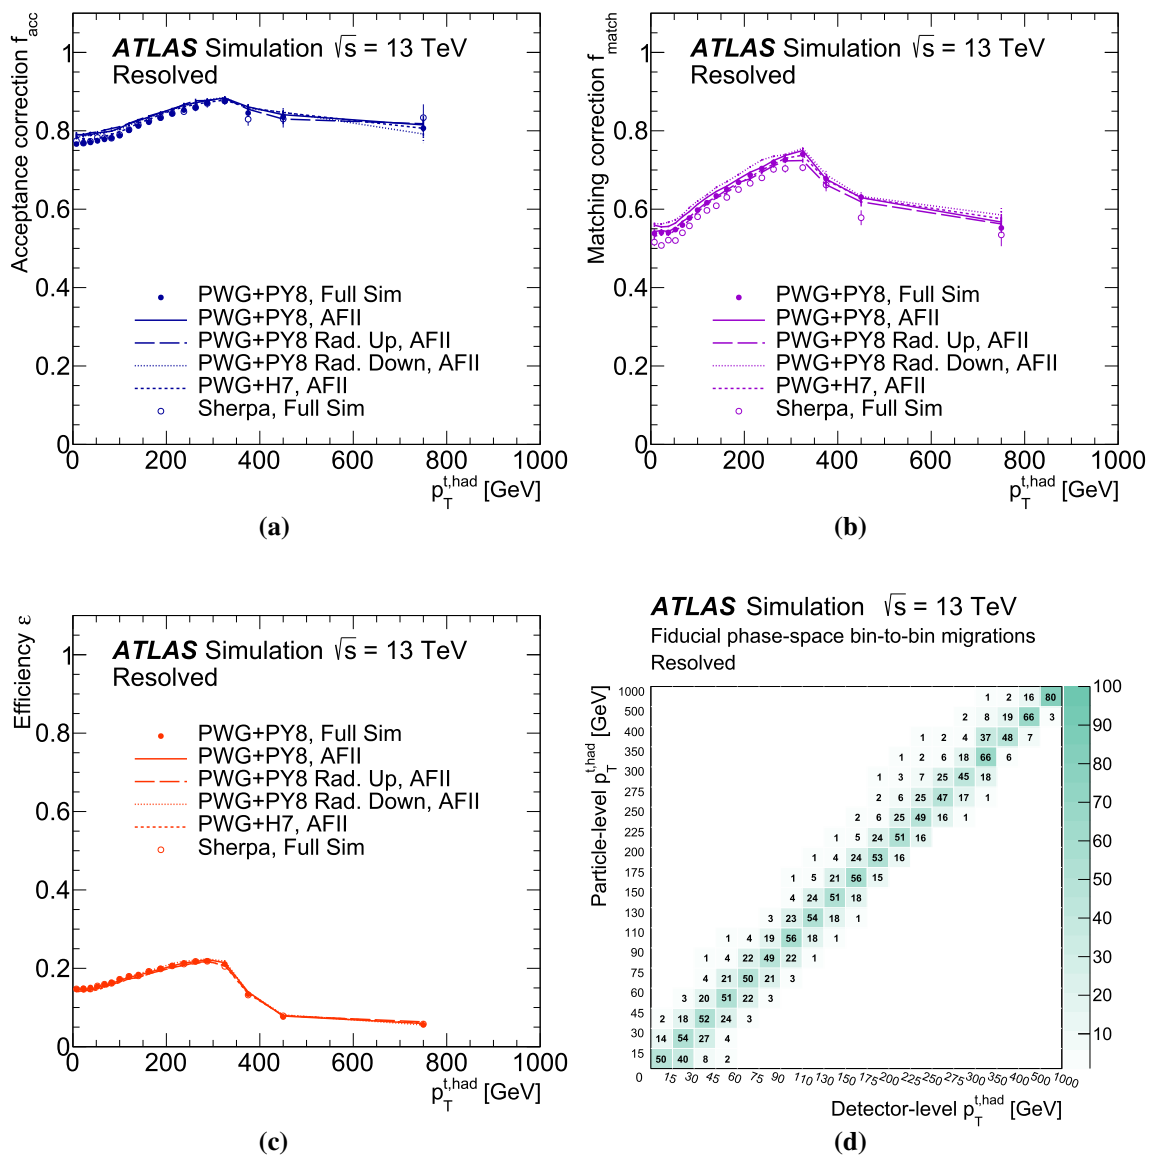 Acceptance correction f_acc
1
0.8
0.6
0.4
0.2
0
ATLAS Simulation √s = 13 TeV
Resolved
PWG+PY8, Full Sim
PWG+PY8, AFII
PWG+PY8 Rad. Up, AFII
PWG+PY8 Rad. Down, AFII
PWG+H7, AFII
Sherpa, Full Sim
0 200 400 600 800 1000
p_T^t,had [GeV]
(a)
Matching correction f_match
1
0.8
0.6
0.4
0.2
0
ATLAS Simulation √s = 13 TeV
Resolved
PWG+PY8, Full Sim
PWG+PY8, AFII
PWG+PY8 Rad. Up, AFII
PWG+PY8 Rad. Down, AFII
PWG+H7, AFII
Sherpa, Full Sim
0 200 400 600 800 1000
p_T^t,had [GeV]
(b)
Efficiency ε
1
0.8
0.6
0.4
0.2
0
ATLAS Simulation √s = 13 TeV
Resolved
PWG+PY8, Full Sim
PWG+PY8, AFII
PWG+PY8 Rad. Up, AFII
PWG+PY8 Rad. Down, AFII
PWG+H7, AFII
Sherpa, Full Sim
0 200 400 600 800 1000
p_T^t,had [GeV]
(c)
ATLAS Simulation √s = 13 TeV
Fiducial phase-space bin-to-bin migrations
Resolved
Particle-level p_T^t,had [GeV]
1000
500
400
350
300
275
250
225
200
175
150
130
110
90
75
60
45
30
15
0
1 2 16 80
2 8 19 66 3
1 2 4 37 48 7
1 2 6 18 66 6
1 3 7 25 45 18
2 6 25 47 17 1
2 6 25 49 16 1
1 5 24 51 16
1 4 24 53 16
1 5 21 56 15
4 24 51 18
3 23 54 18 1
1 4 19 56 18 1
1 4 22 49 22 1
4 21 50 21 3
3 20 51 22 3
2 18 52 24 3
14 54 27 4
50 40 8 2
15 30 45 60 75 90 110 130 150 175 200 225 250 275 300 350 400 500 1000
Detector-level p_T^t,had [GeV]
100
90
80
70
60
50
40
30
20
10
(d)